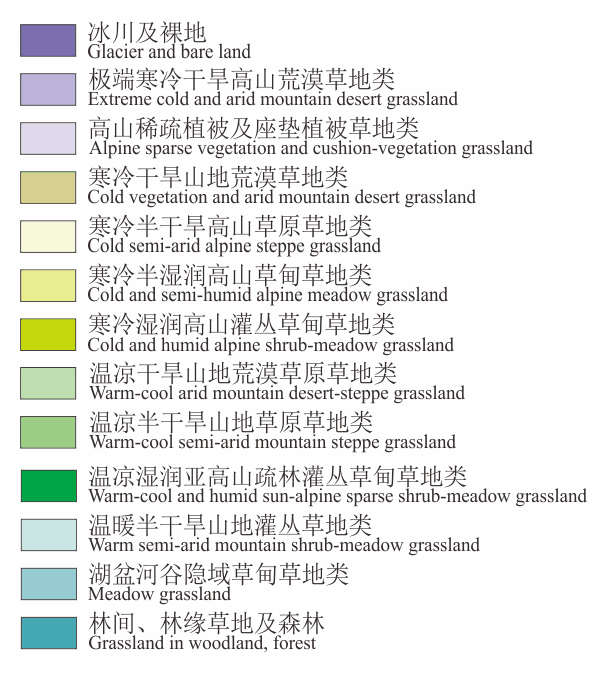 冰川及裸地
Glacier and bare land
极端寒冷干旱高山荒漠草地类
Extreme cold and arid mountain desert grassland
高山稀疏植被及座垫植被草地类
Alpine sparse vegetation and cushion-vegetation grassland
寒冷干旱山地荒漠草地类
Cold vegetation and arid mountain desert grassland
寒冷半干旱高山草原草地类
Cold semi-arid alpine steppe grassland
寒冷半湿润高山草甸草地类
Cold and semi-humid alpine meadow grassland
寒冷湿润高山灌丛草甸草地类
Cold and humid alpine shrub-meadow grassland
温凉干旱山地荒漠草原草地类
Warm-cool arid mountain desert-steppe grassland
温凉半干旱山地草原草地类
Warm-cool semi-arid mountain steppe grassland
温凉湿润亚高山疏林灌丛草甸草地类
Warm-cool and humid sun-alpine sparse shrub-meadow grassland
温暖半干旱山地灌丛草地类
Warm semi-arid mountain shrub-meadow grassland
湖盆河谷隐域草甸草地类
Meadow grassland
林间、林缘草地及森林
Grassland in woodland, forest